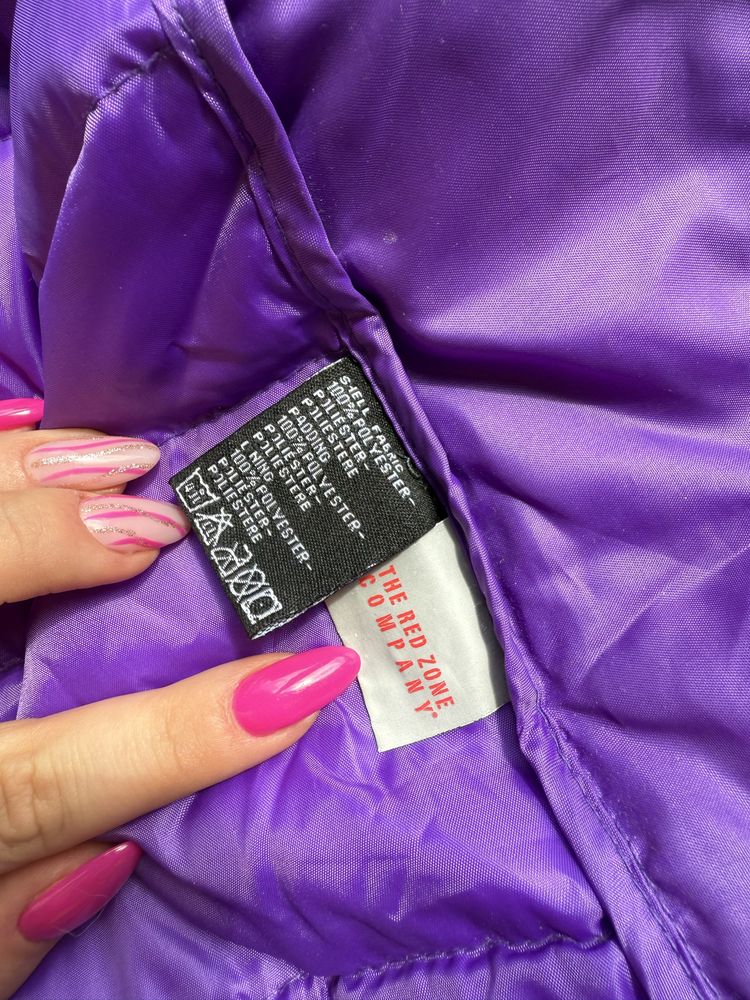 SHELL FABRIC
100% POLYESTER-
POLIESTERE
PADDING
100% POLYESTER-
POLIESTERE
LINING
100% POLYESTER-
POLIESTERE
THE RED ZONE
COMPANY®